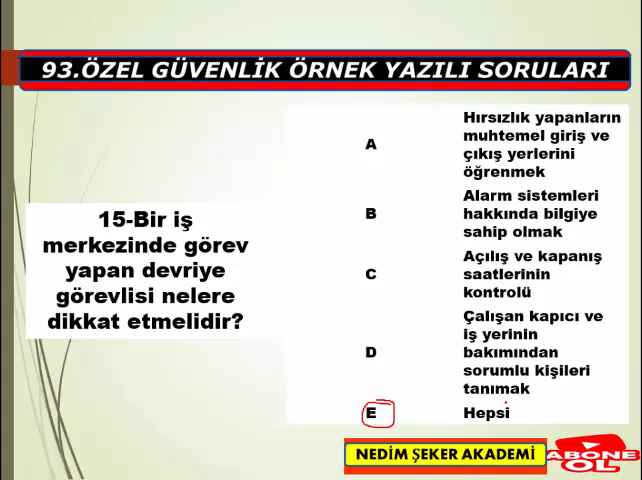 93.ÖZEL GÜVENLİK ÖRNEK YAZILI SORULARI
15-Bir iş
merkezinde görev
yapan devriye
görevlisi nelere
dikkat etmelidir?
A
Hırsızlık yapanların
muhtemel giriş ve
çıkış yerlerini
öğrenmek
B
Alarm sistemleri
hakkında bilgiye
sahip olmak
C
Açılış ve kapanış
saatlerinin
kontrolü
D
Çalışan kapıcı ve
iş yerinin
bakımından
sorumlu kişileri
tanımak
E
Hepsi
NEDİM ŞEKER AKADEMİ
ABONE
OL